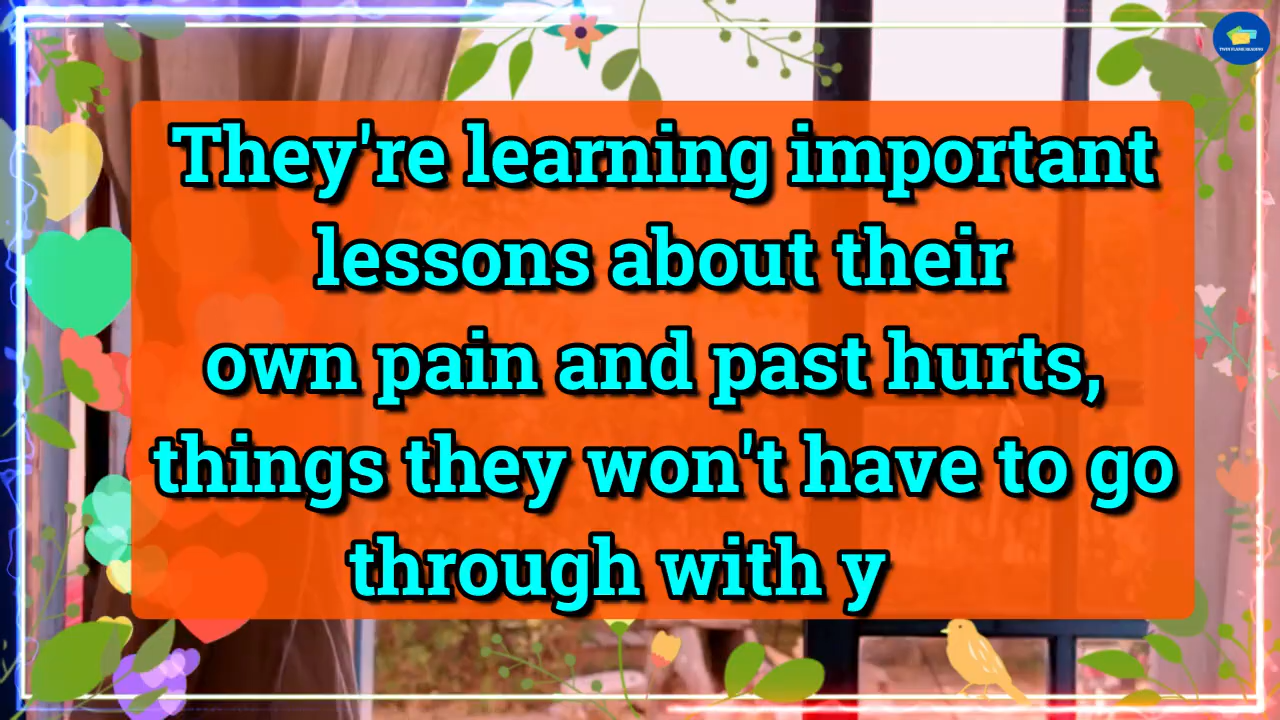 They're learning important
lessons about their
own pain and past hurts,
things they won't have to go
through with y